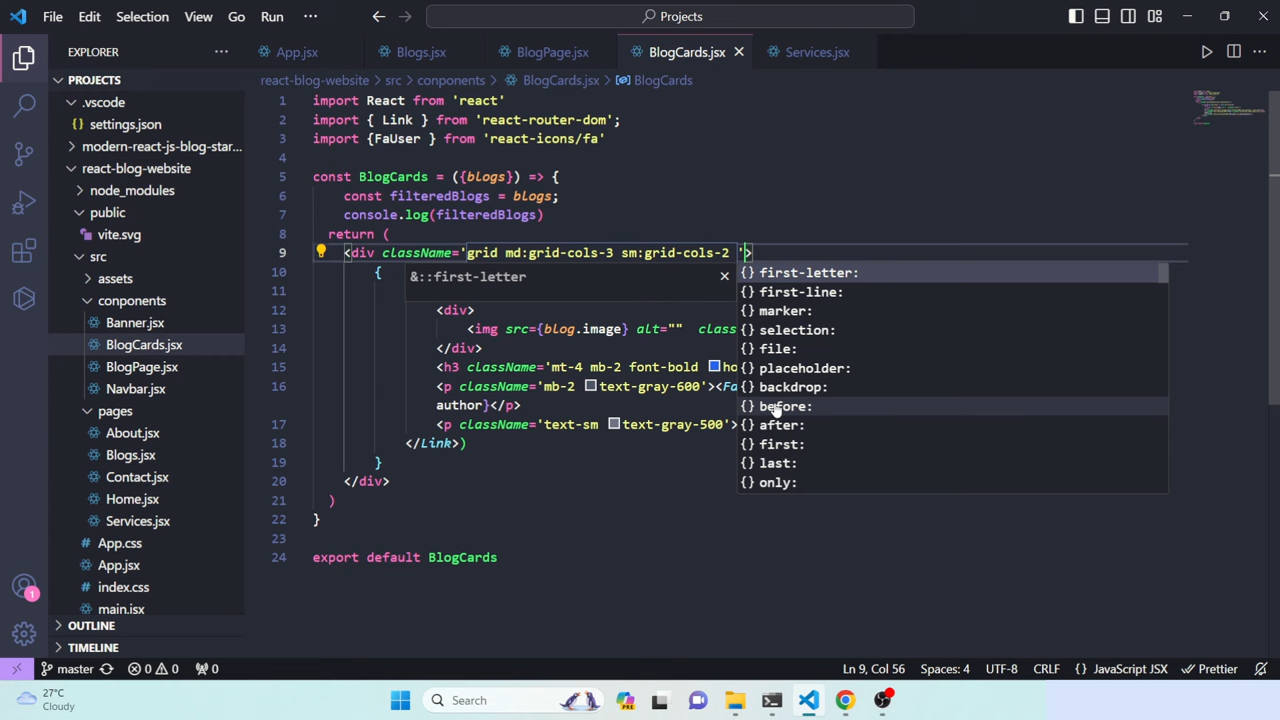 File Edit Selection View Go Run ··· Projects
EXPLORER ··· App.jsx Blogs.jsx BlogPage.jsx BlogCards.jsx Services.jsx
PROJECTS
.vscode
settings.json
modern-react-js-blog-star...
react-blog-website
node_modules
public
vite.svg
src
assets
conponents
Banner.jsx
BlogCards.jsx
BlogPage.jsx
Navbar.jsx
pages
About.jsx
Blogs.jsx
Contact.jsx
Home.jsx
Services.jsx
App.css
App.jsx
index.css
main.jsx
OUTLINE
TIMELINE
react-blog-website > src > conponents > BlogCards.jsx > BlogCards
1 import React from 'react'
2 import { Link } from 'react-router-dom';
3 import {FaUser } from 'react-icons/fa'
4
5 const BlogCards = ({blogs}) => {
6 const filteredBlogs = blogs;
7 console.log(filteredBlogs)
8 return (
9 <div className='grid md:grid-cols-3 sm:grid-cols-2 '>
10 {
11
12 <div>
13 <img src={blog.image} alt="" class
14 </div>
15 <h3 className='mt-4 mb-2 font-bold ho
16 <p className='mb-2 text-gray-600'><Fa
author}</p>
17 <p className='text-sm text-gray-500'>
18 </Link>)
19 }
20 </div>
21 )
22 }
23
24 export default BlogCards
&::first-letter
{} first-letter:
{} first-line:
{} marker:
{} selection:
{} file:
{} placeholder:
{} backdrop:
{} before:
{} after:
{} first:
{} last:
{} only:
1
master 0 0 0 Ln 9, Col 56 Spaces: 4 UTF-8 CRLF {} JavaScript JSX Prettier
27°C
Cloudy
Search
PRE